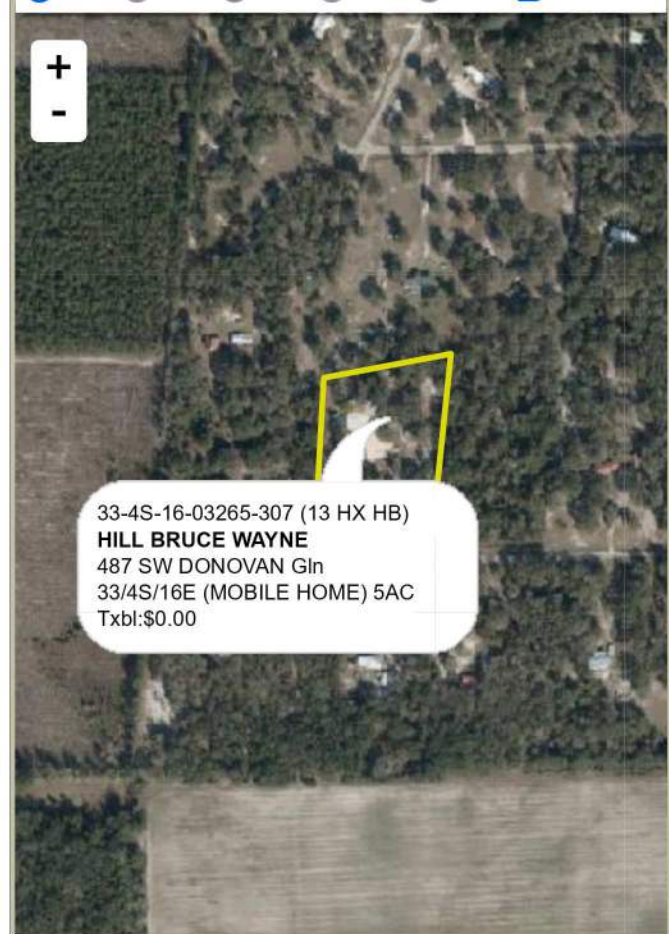 +
-
33-4S-16-03265-307 (13 HX HB)
HILL BRUCE WAYNE
487 SW DONOVAN Gln
33/4S/16E (MOBILE HOME) 5AC
Txbl:$0.00